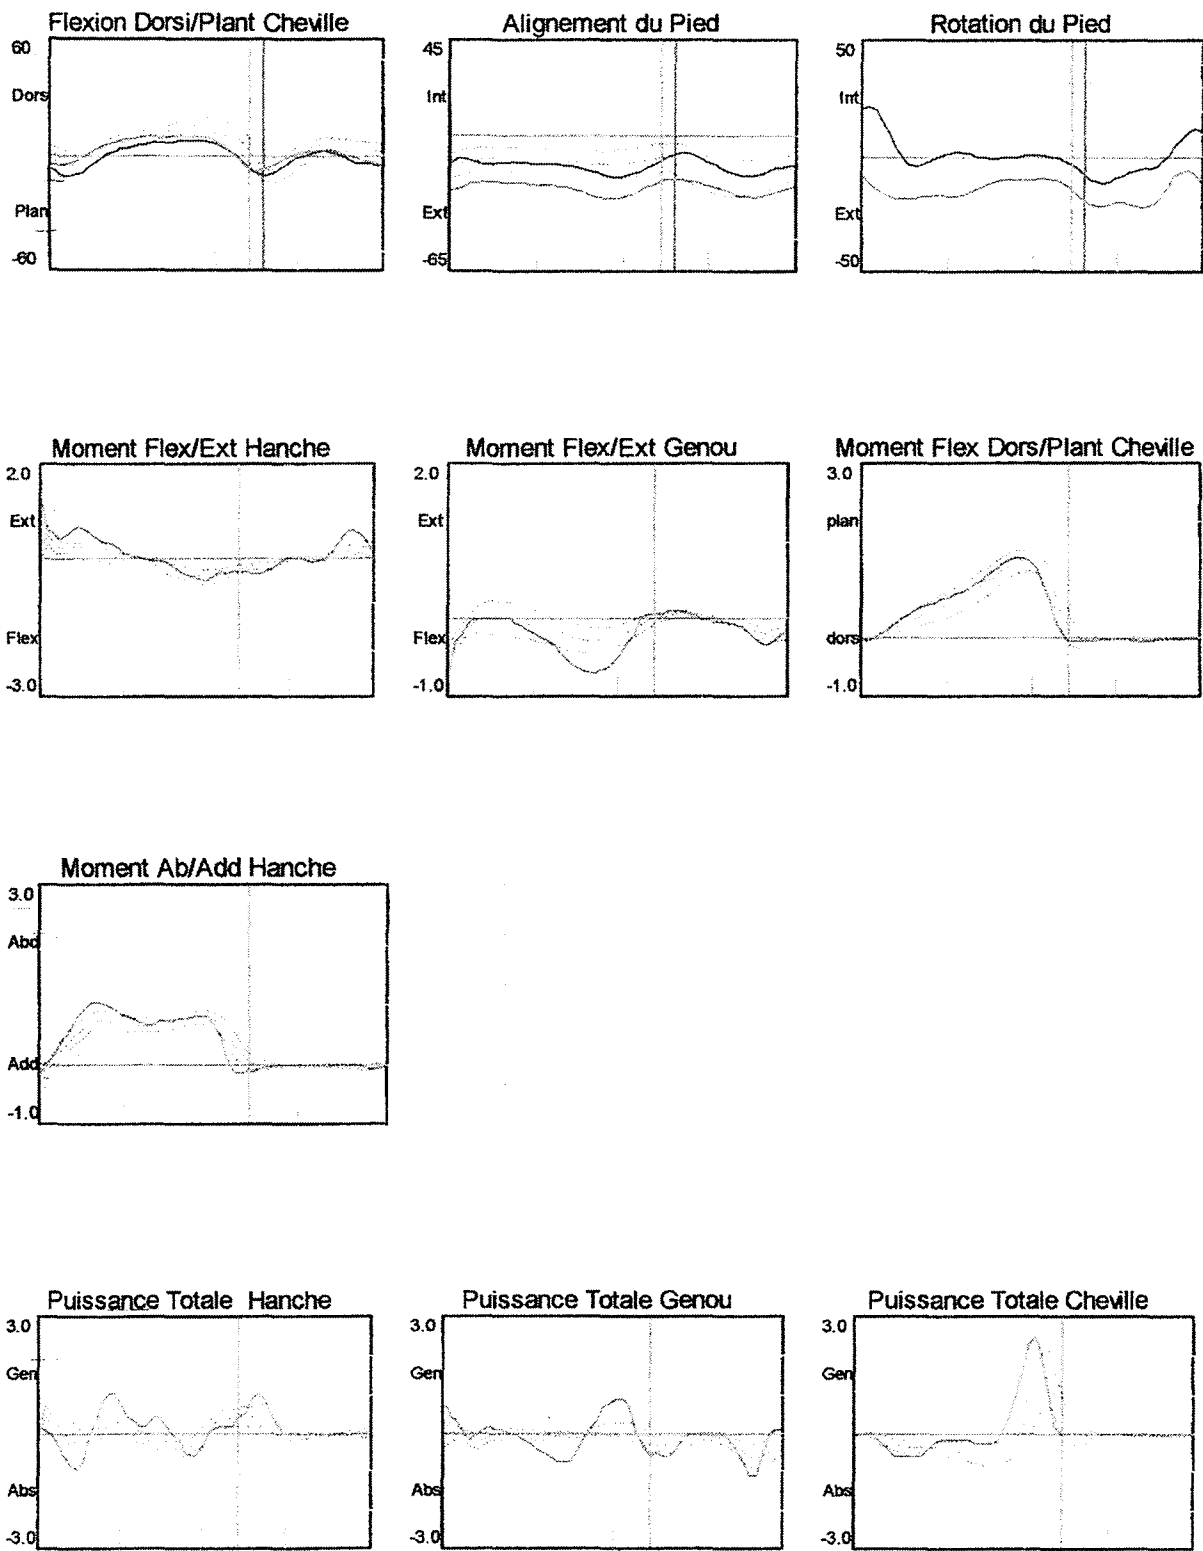 Flexion Dorsi/Plant Cheville
60
Dors
Plan
-60
Alignement du Pied
45
Int
Ext
-65
Rotation du Pied
50
Int
Ext
-50
Moment Flex/Ext Hanche
2.0
Ext
Flex
-3.0
Moment Flex/Ext Genou
2.0
Ext
Flex
-1.0
Moment Flex Dors/Plant Cheville
3.0
plan
dors
-1.0
Moment Ab/Add Hanche
3.0
Abd
Add
-1.0
Puissance Totale Hanche
3.0
Gen
Abs
-3.0
Puissance Totale Genou
3.0
Gen
Abs
-3.0
Puissance Totale Cheville
3.0
Gen
Abs
-3.0